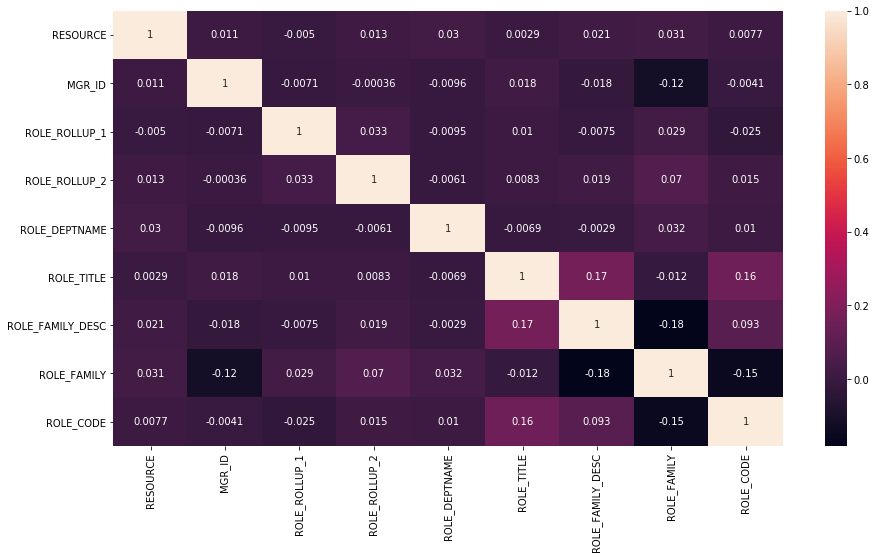 RESOURCE 1 0.011 -0.005 0.013 0.03 0.0029 0.021 0.031 0.0077
MGR_ID 0.011 1 -0.0071 -0.00036 -0.0096 0.018 -0.018 -0.12 -0.0041
ROLE_ROLLUP_1 -0.005 -0.0071 1 0.033 -0.0095 0.01 -0.0075 0.029 -0.025
ROLE_ROLLUP_2 0.013 -0.00036 0.033 1 -0.0061 0.0083 0.019 0.07 0.015
ROLE_DEPTNAME 0.03 -0.0096 -0.0095 -0.0061 1 -0.0069 -0.0029 0.032 0.01
ROLE_TITLE 0.0029 0.018 0.01 0.0083 -0.0069 1 0.17 -0.012 0.16
ROLE_FAMILY_DESC 0.021 -0.018 -0.0075 0.019 -0.0029 0.17 1 -0.18 0.093
ROLE_FAMILY 0.031 -0.12 0.029 0.07 0.032 -0.012 -0.18 1 -0.15
ROLE_CODE 0.0077 -0.0041 -0.025 0.015 0.01 0.16 0.093 -0.15 1
RESOURCE
MGR_ID
ROLE_ROLLUP_1
ROLE_ROLLUP_2
ROLE_DEPTNAME
ROLE_TITLE
ROLE_FAMILY_DESC
ROLE_FAMILY
ROLE_CODE
1.0
0.8
0.6
0.4
0.2
0.0